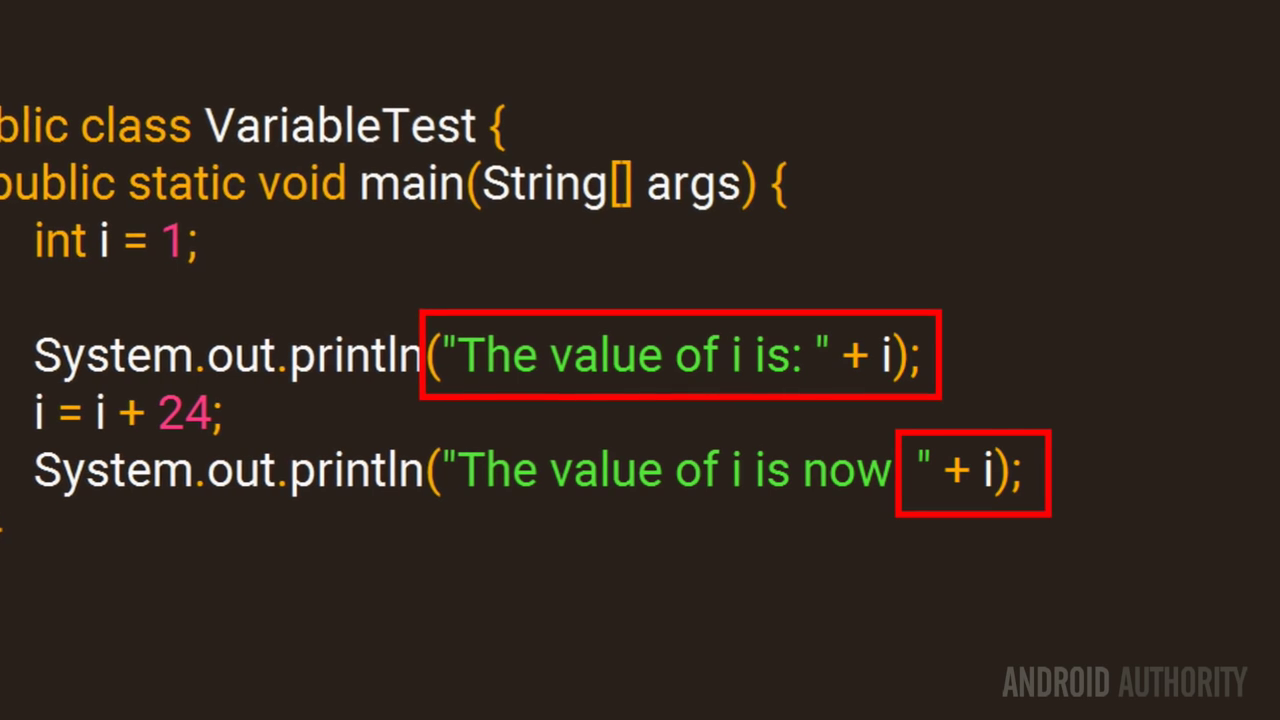 blic class VariableTest {
public static void main(String[] args) {
int i = 1;
System.out.println("The value of i is: " + i);
i = i + 24;
System.out.println("The value of i is now " + i);
ANDROID AUTHORITY